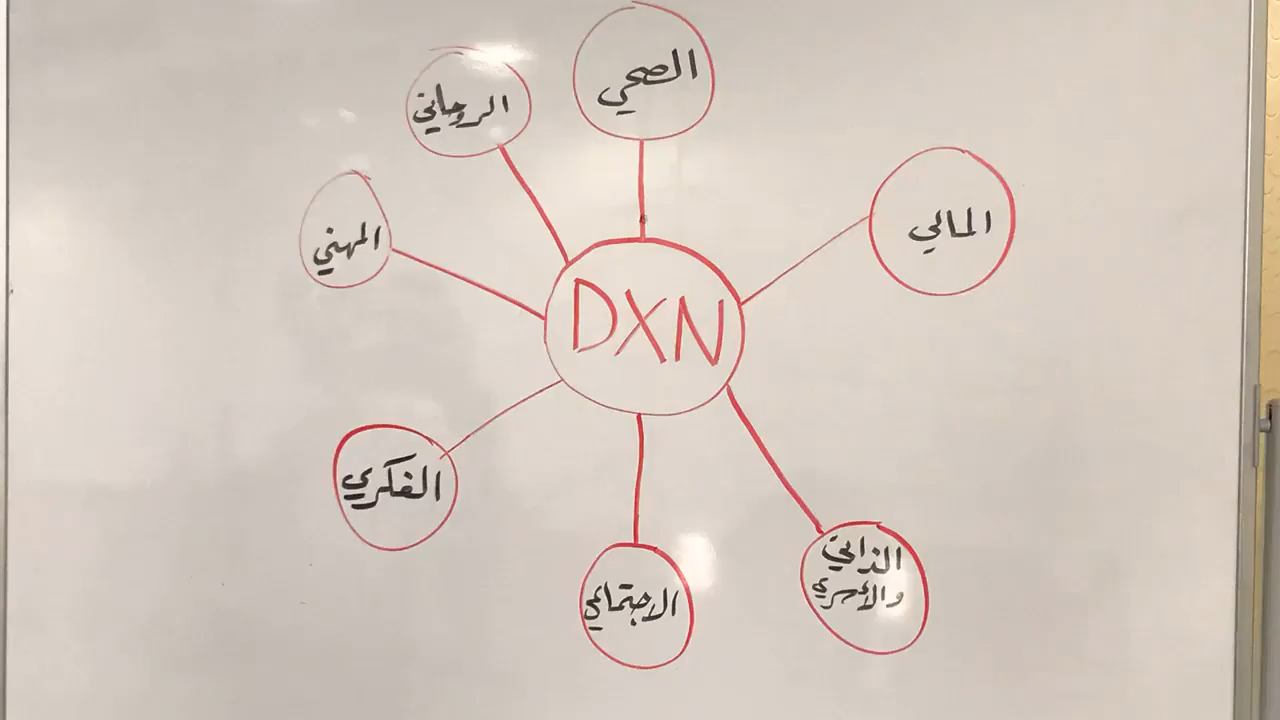 الصحي
الروحاني
المالي
المهني
DXN
الفكري
الذاتي
والأسري
الاجتماعي